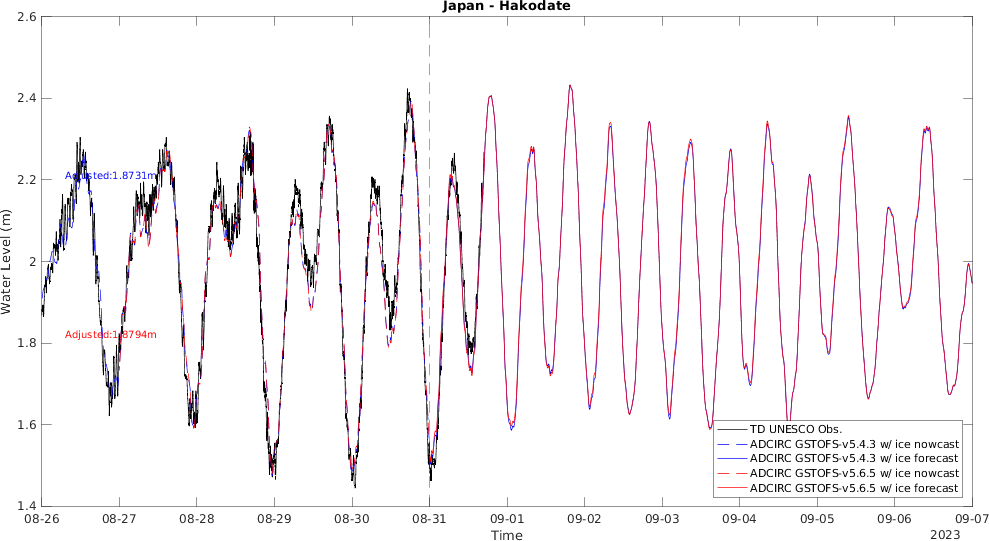 Japan - Hakodate
Water Level (m)
2.6
2.4
2.2
2
1.8
1.6
1.4
Adjusted:1.8731m
Adjusted:1.8794m
TD UNESCO Obs.
ADCIRC GSTOFS-v5.4.3 w/ ice nowcast
ADCIRC GSTOFS-v5.4.3 w/ ice forecast
ADCIRC GSTOFS-v5.6.5 w/ ice nowcast
ADCIRC GSTOFS-v5.6.5 w/ ice forecast
08-26 08-27 08-28 08-29 08-30 08-31 09-01 09-02 09-03 09-04 09-05 09-06 09-07
Time
2023